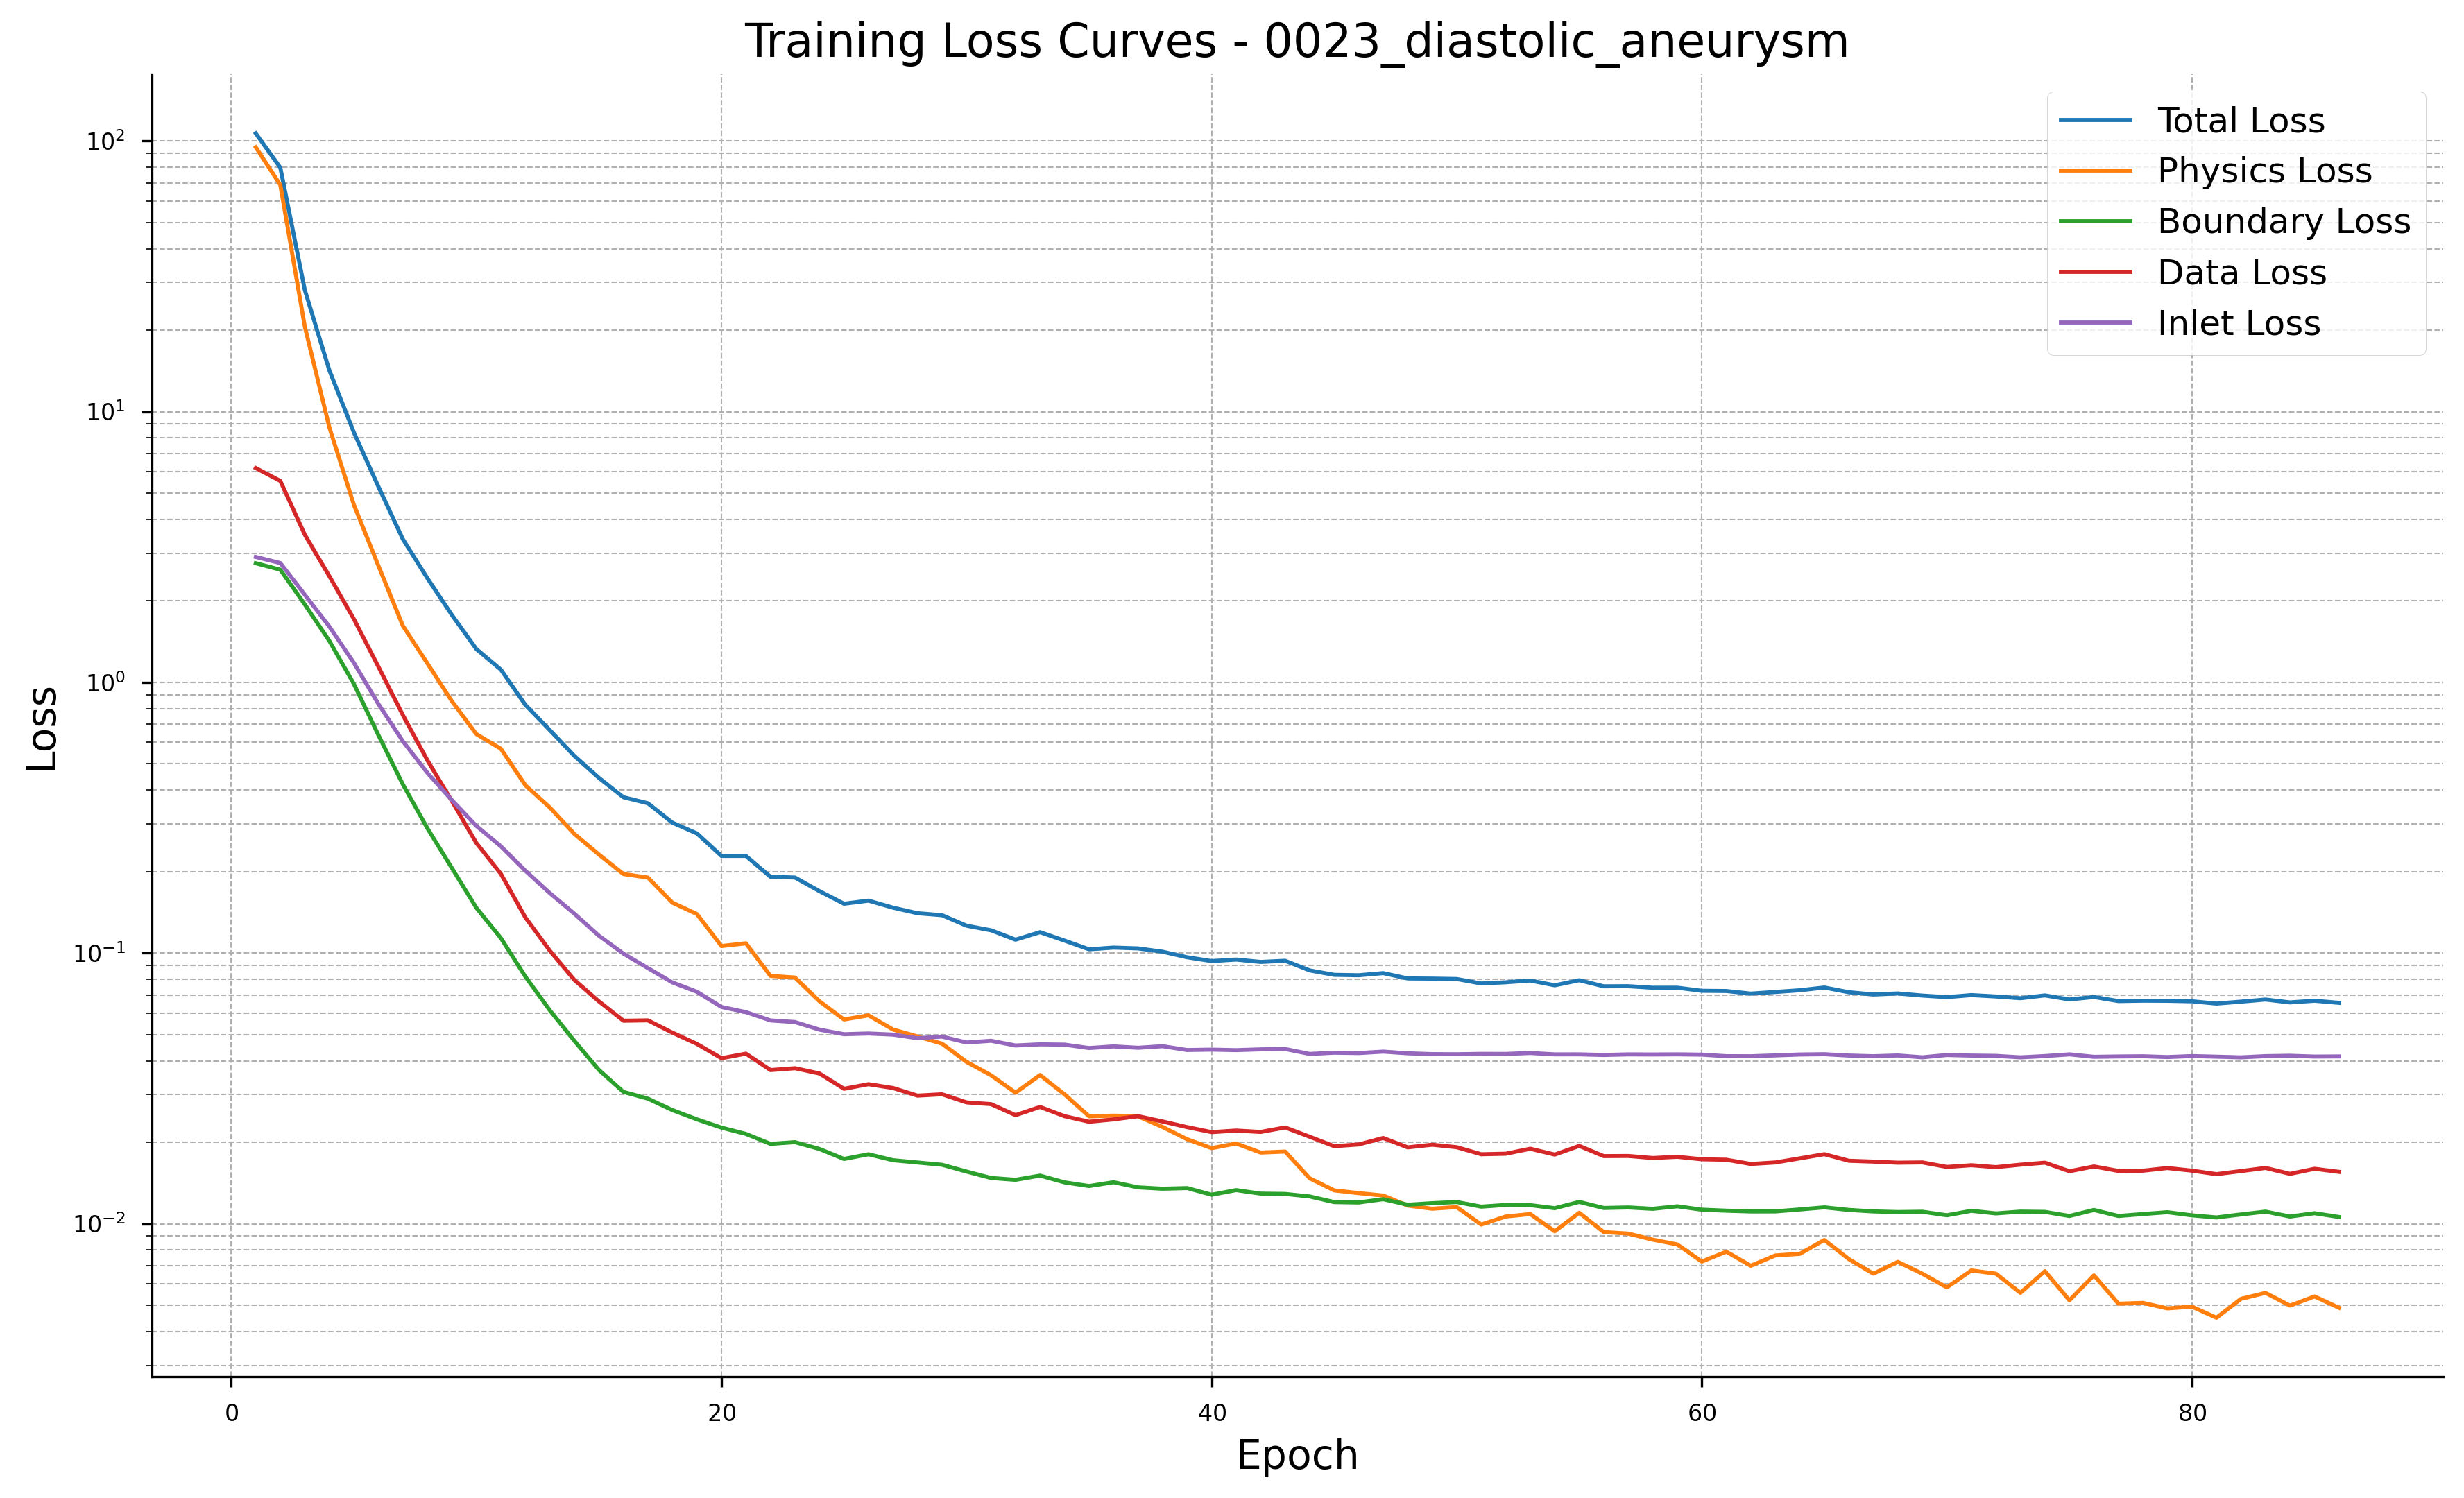 Training Loss Curves - 0023_diastolic_aneurysm
Total Loss
Physics Loss
Boundary Loss
Data Loss
Inlet Loss
Loss
10²
10¹
10⁰
10⁻¹
10⁻²
0 20 40 60 80
Epoch